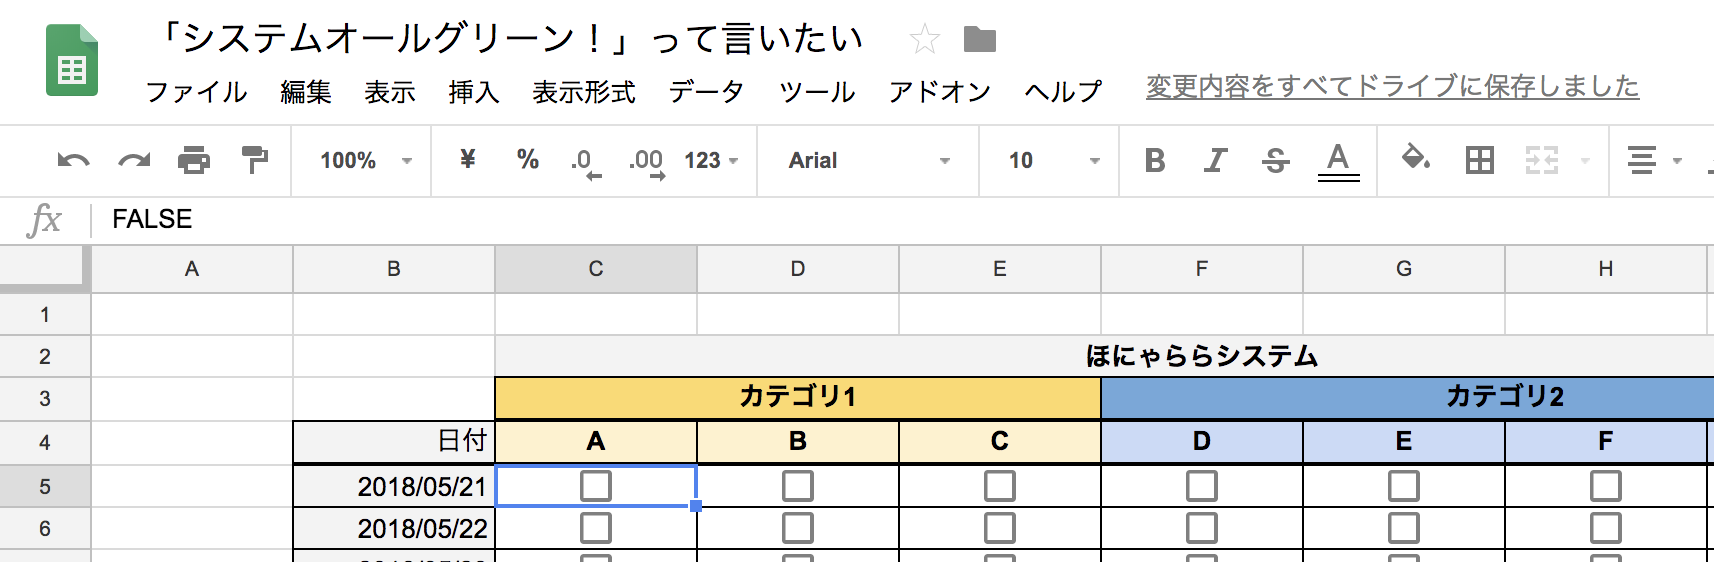 「システムオールグリーン！」って言いたい
ファイル 編集 表示 挿入 表示形式 データ ツール アドオン ヘルプ 変更内容をすべてドライブに保存しました
100% ¥ % .0 .00 123 Arial 10 B I S A
fx FALSE
A B C D E F G H
1
2 ほにゃららシステム
3 カテゴリ1 カテゴリ2
4 日付 A B C D E F
5 2018/05/21
6 2018/05/22